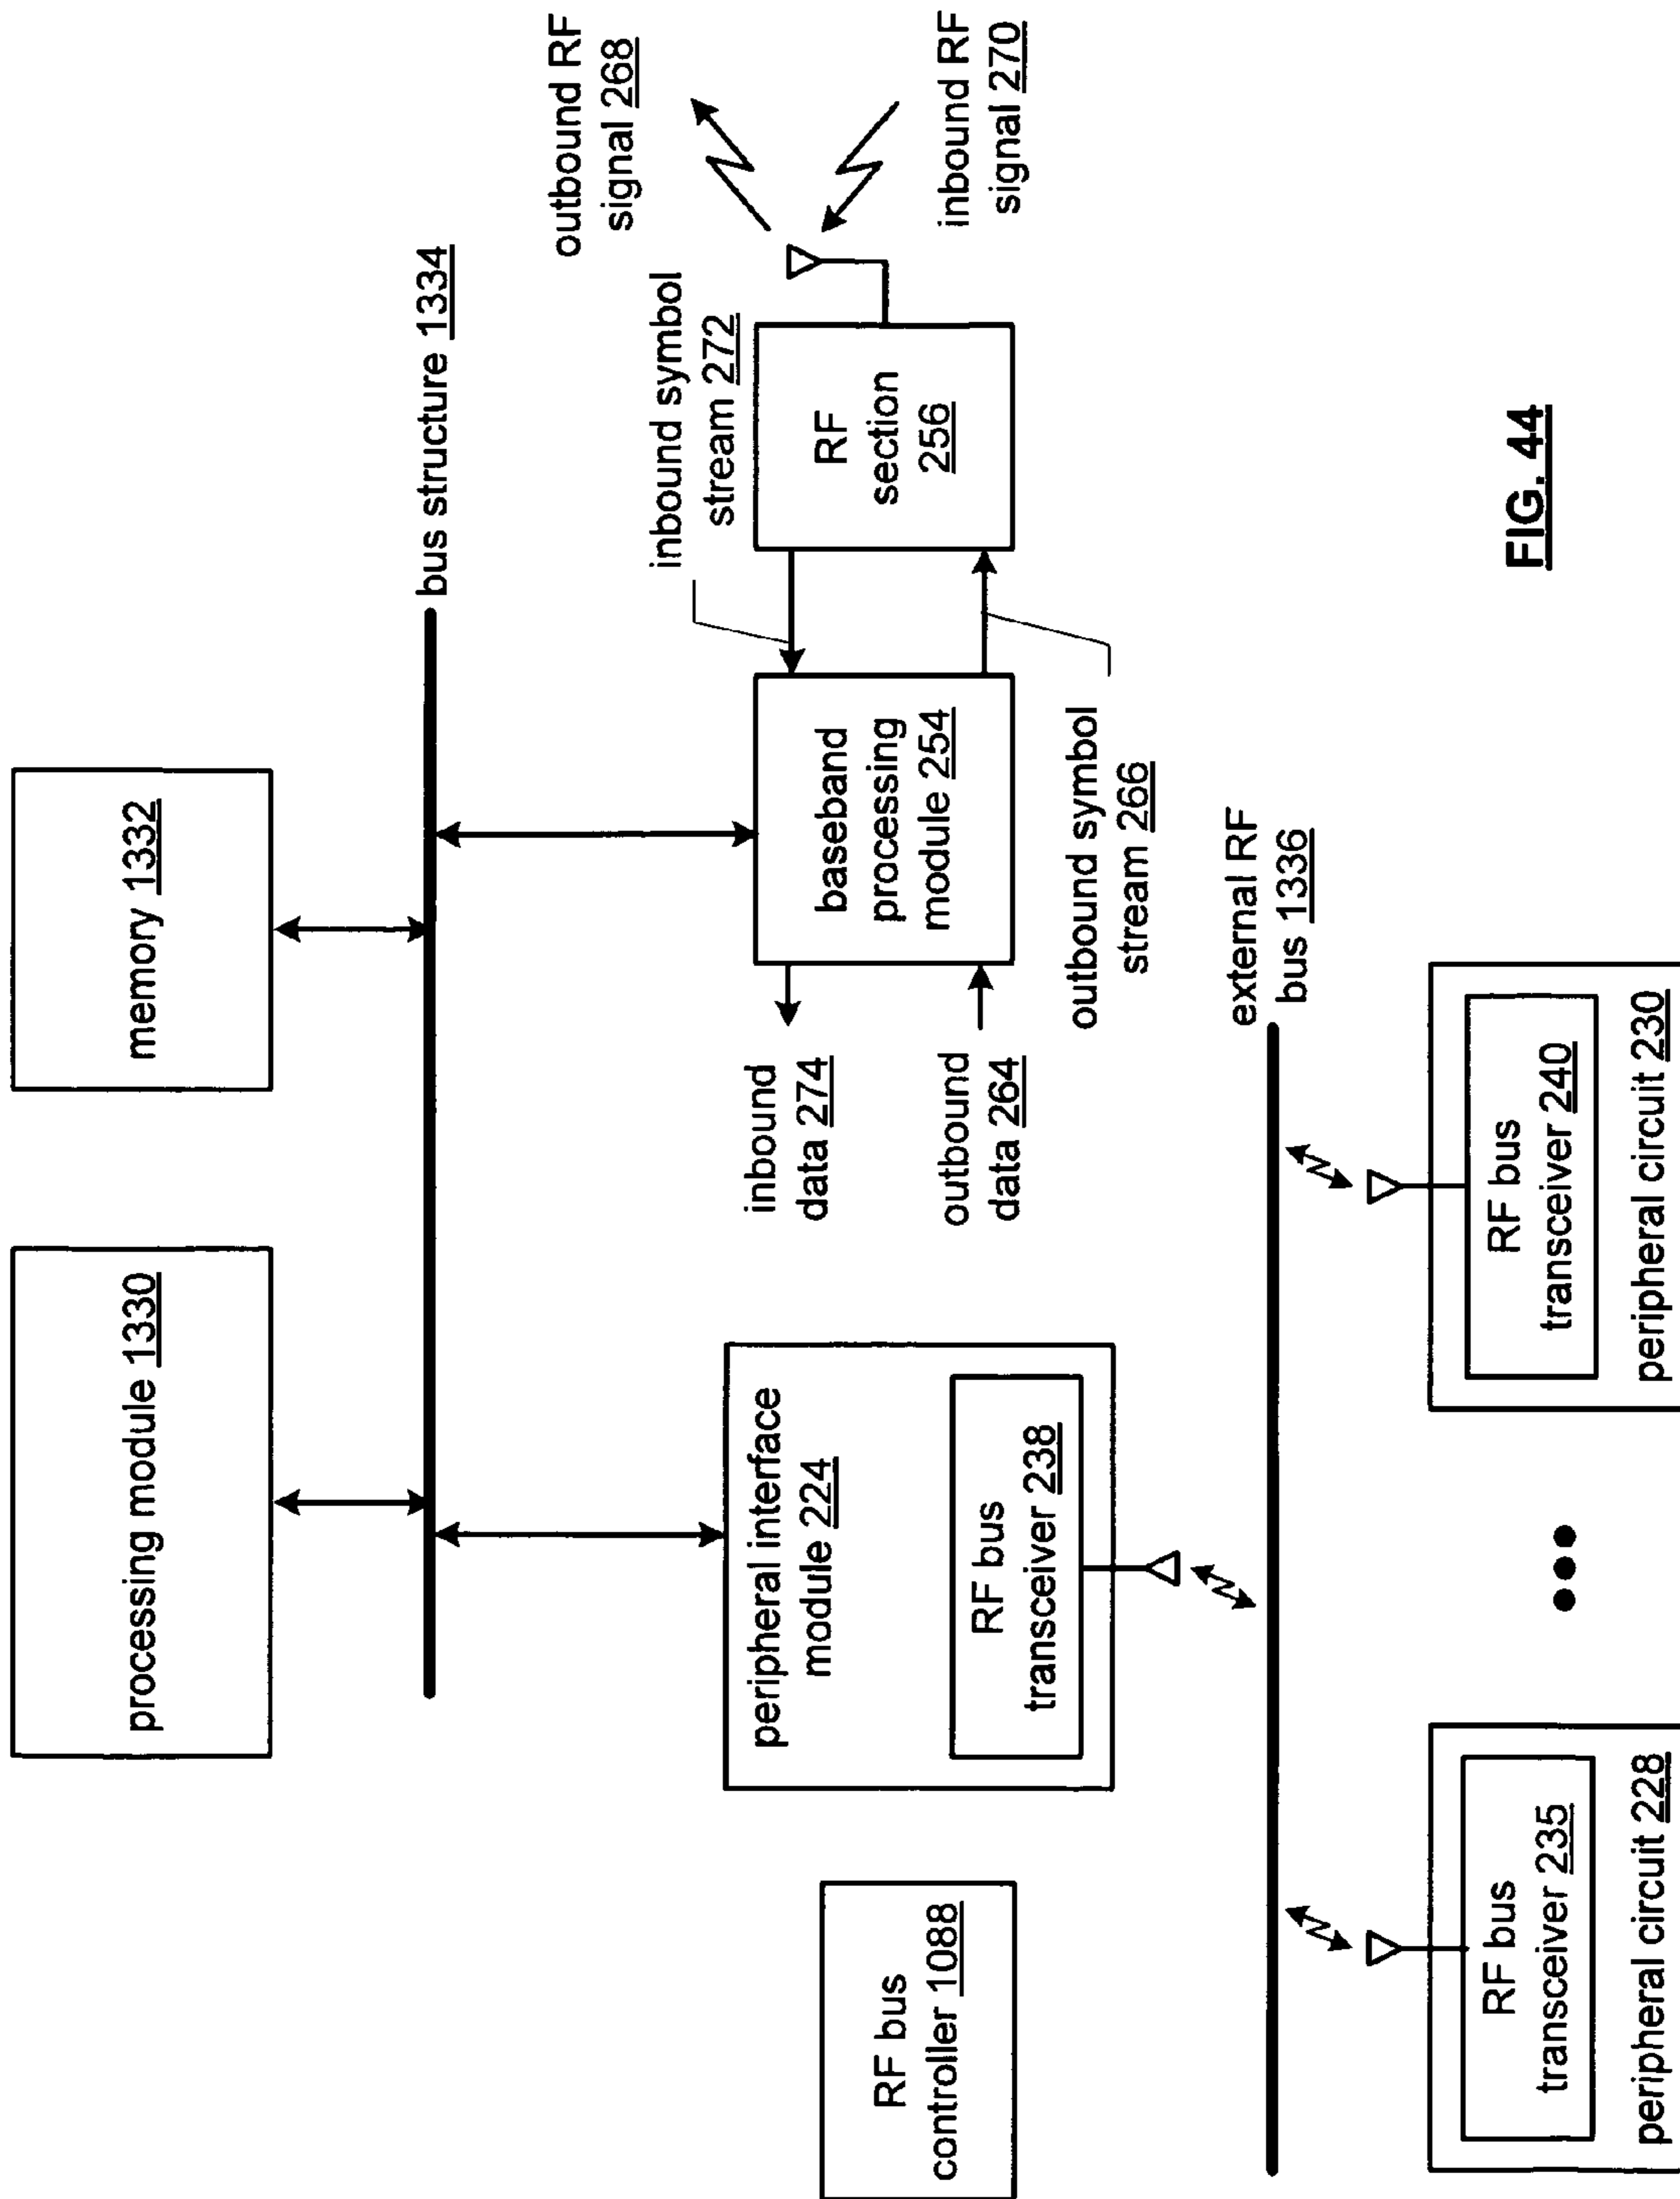 processing module 1330
memory 1332
bus structure 1334
RF bus
controller 1088
peripheral interface
module 224
RF bus
transceiver 238
inbound
data 274
outbound
data 264
baseband
processing
module 254
inbound symbol
stream 272
outbound symbol
stream 266
RF
section
256
outbound RF
signal 268
inbound RF
signal 270
external RF
bus 1336
RF bus
transceiver 235
peripheral circuit 228
RF bus
transceiver 240
peripheral circuit 230
FIG. 44